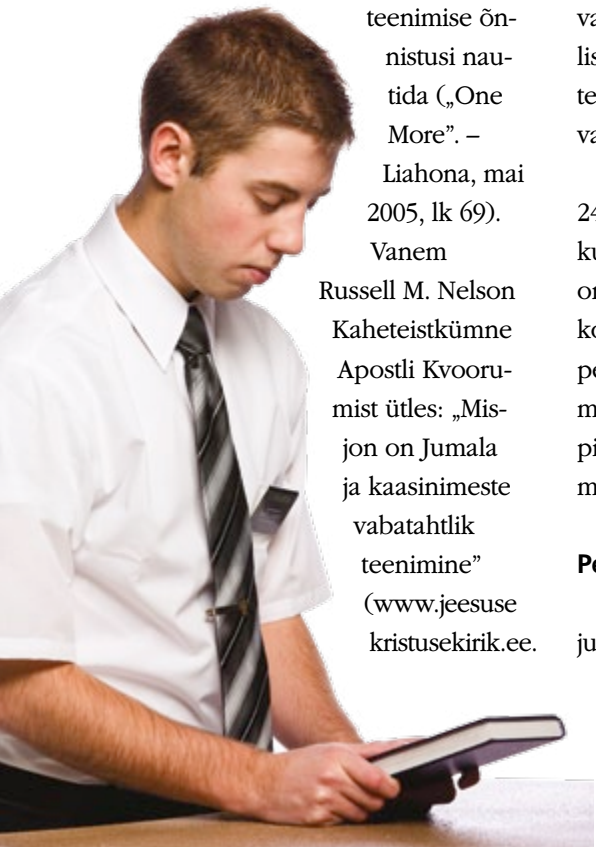 teenimise õn-
nistusi nau-
tida („One
More”. –
Liahona, mai
2005, lk 69).
Vanem
Russell M. Nelson
Kaheteistkümne
Apostli Kvooru-
mist ütles: „Mis-
jon on Jumala
ja kaasinimeste
vabatahtlik
teenimine”
(www.jeesuse
kristusekirik.ee.